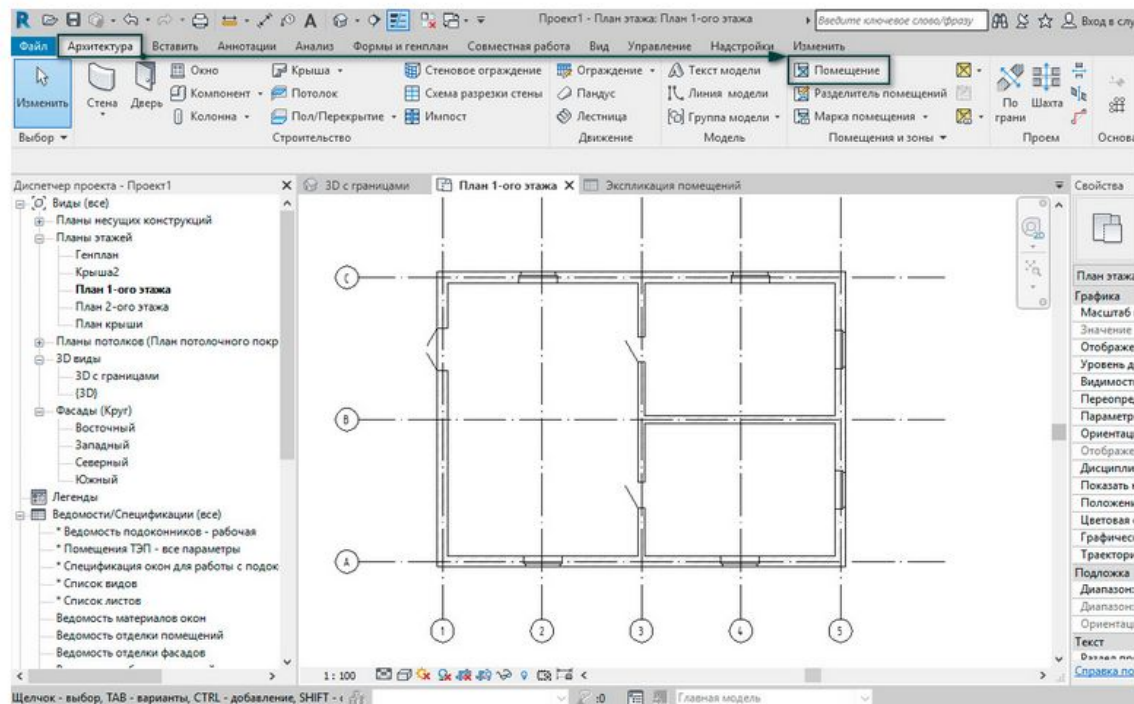 R A Проект1 - План этажа: План 1-ого этажа Введите ключевое слово/фразу Вход в слу
Файл Архитектура Вставить Аннотации Анализ Формы и генплан Совместная работа Вид Управление Надстройки Изменить
Изменить
Стена
Дверь
Окно
Компонент
Колонна
Крыша
Потолок
Пол/Перекрытие
Стеновое ограждение
Схема разрезки стены
Импост
Ограждение
Пандус
Лестница
Текст модели
Линия модели
Группа модели
Помещение
Разделитель помещений
Марка помещения
По грани
Шахта
Выбор Строительство Движение Модель Помещения и зоны Проем Основа
Диспетчер проекта - Проект1
Виды (все)
Планы несущих конструкций
Планы этажей
Генплан
Крыша2
План 1-ого этажа
План 2-ого этажа
План крыши
Планы потолков (План потолочного покр
3D виды
3D с границами
{3D}
Фасады (Круг)
Восточный
Западный
Северный
Южный
Легенды
Ведомости/Спецификации (все)
* Ведомость подоконников - рабочая
* Помещения ТЭП - все параметры
* Спецификация окон для работы с подок
* Список видов
* Список листов
Ведомость материалов окон
Ведомость отделки помещений
Ведомость отделки фасадов
3D с границами План 1-ого этажа Экспликация помещений
2D
C
B
A
1 2 3 4 5
1 : 100
Свойства
План этажа
Графика
Масштаб
Значение
Отображе
Уровень д
Видимост
Переопред
Параметр
Ориентац
Отображе
Дисципли
Показать
Положени
Цветовая
Графичес
Траектори
Подложка
Диапазон:
Диапазон:
Ориентац
Текст
Справка по
Щелчок - выбор, TAB - варианты, CTRL - добавление, SHIFT - :0 Главная модель